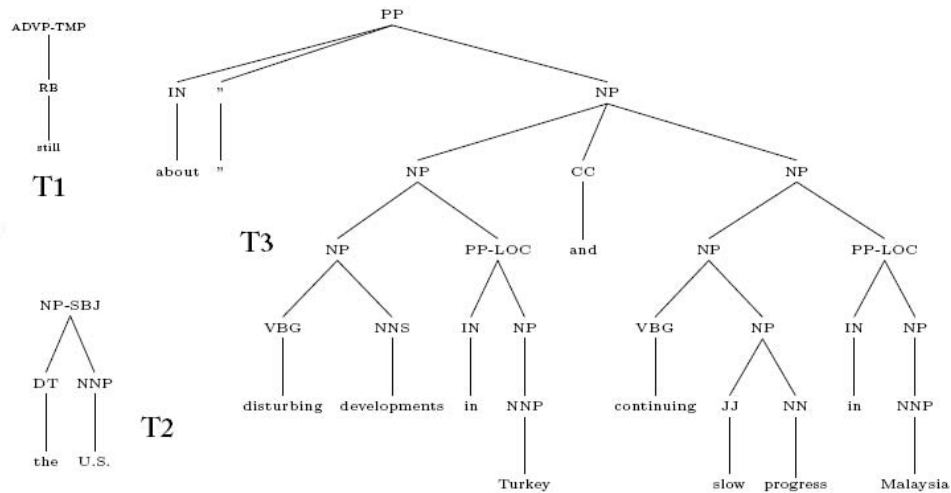 PP
ADVP-TMP
RB
IN ” NP
still
about ”
T1
NP CC NP
T3
NP PP-LOC and NP PP-LOC
NP-SBJ
VBG NNS IN NP VBG NP IN NP
DT NNP
disturbing developments in NNP continuing JJ NN in NNP
T2
the U.S.
Turkey slow progress Malaysia